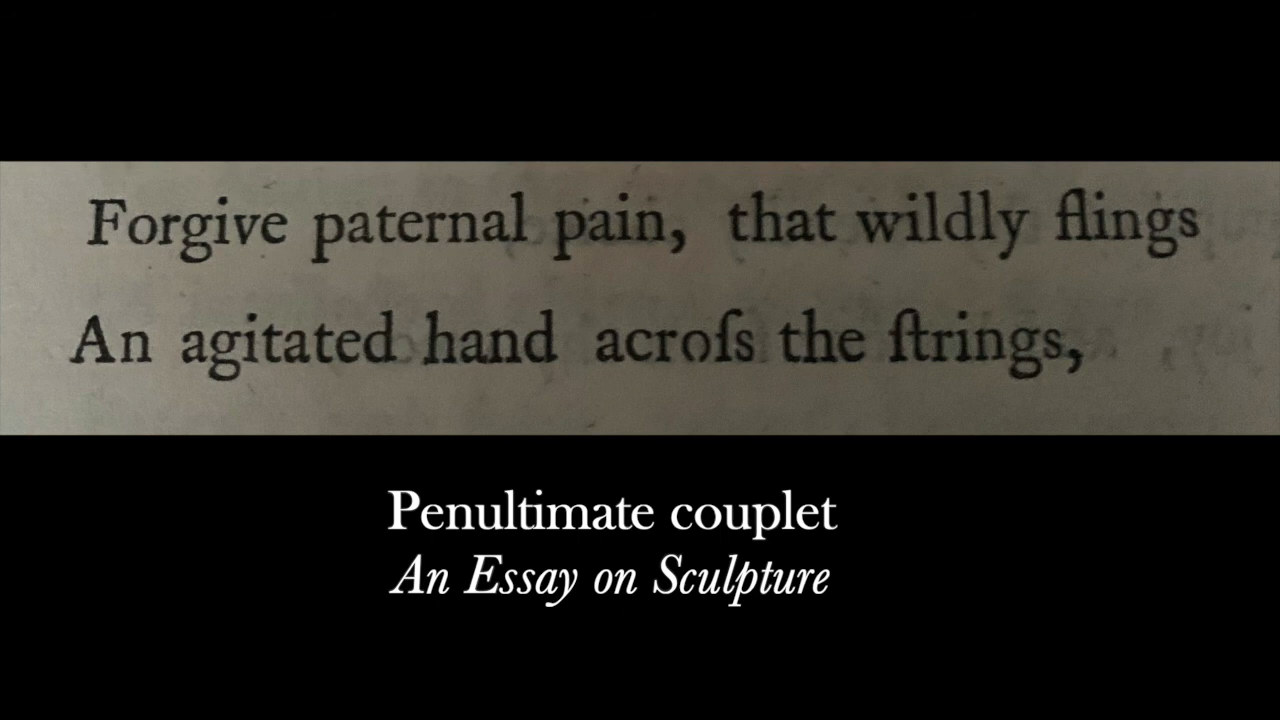 Forgive paternal pain, that wildly flings
An agitated hand acroſs the ſtrings,
Penultimate couplet
An Essay on Sculpture